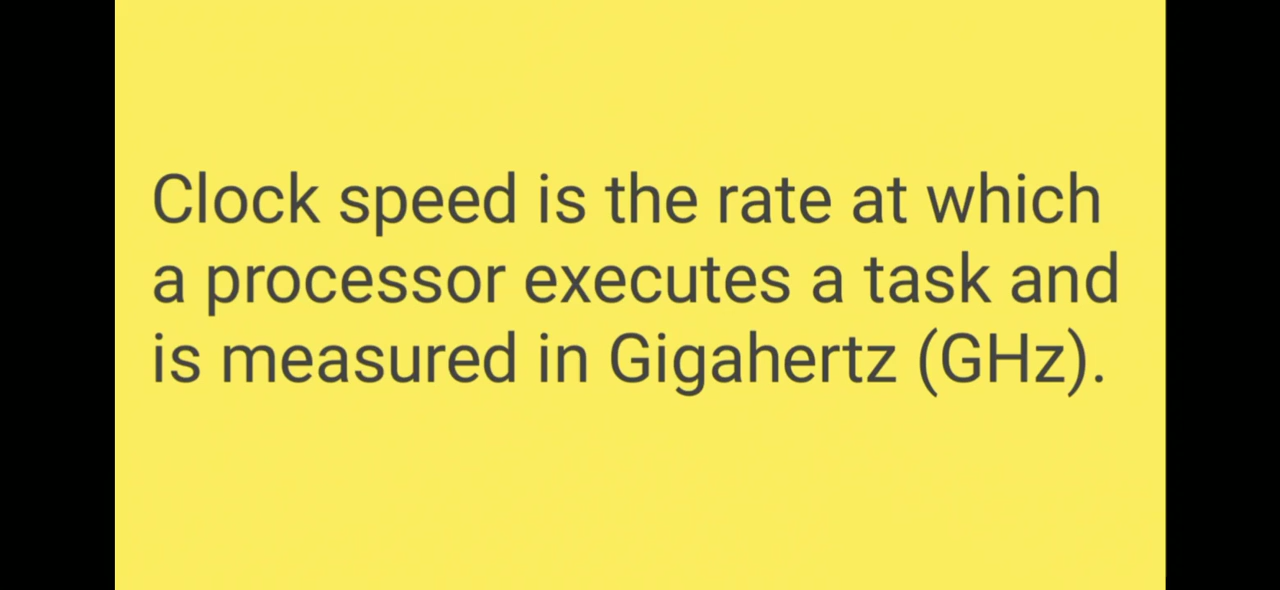 Clock speed is the rate at which
a processor executes a task and
is measured in Gigahertz (GHz).